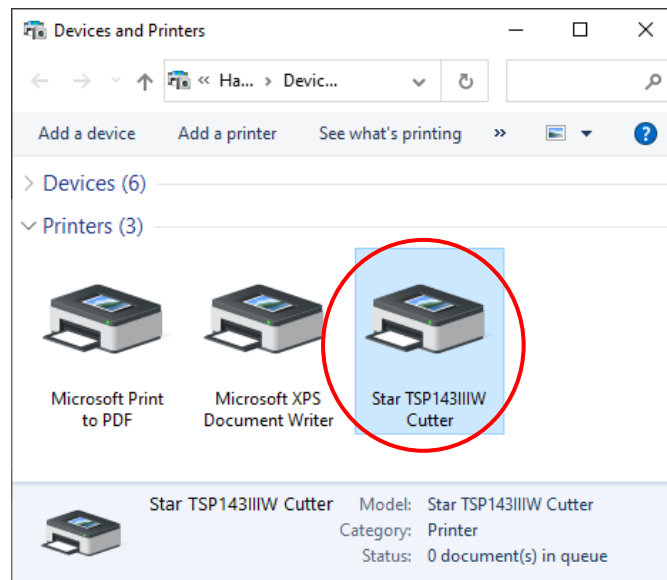 Devices and Printers
« Ha... > Devic...
Add a device Add a printer See what's printing »
Devices (6)
Printers (3)
Microsoft Print
to PDF
Microsoft XPS
Document Writer
Star TSP143IIIW
Cutter
Star TSP143IIIW Cutter Model: Star TSP143IIIW Cutter
Category: Printer
Status: 0 document(s) in queue